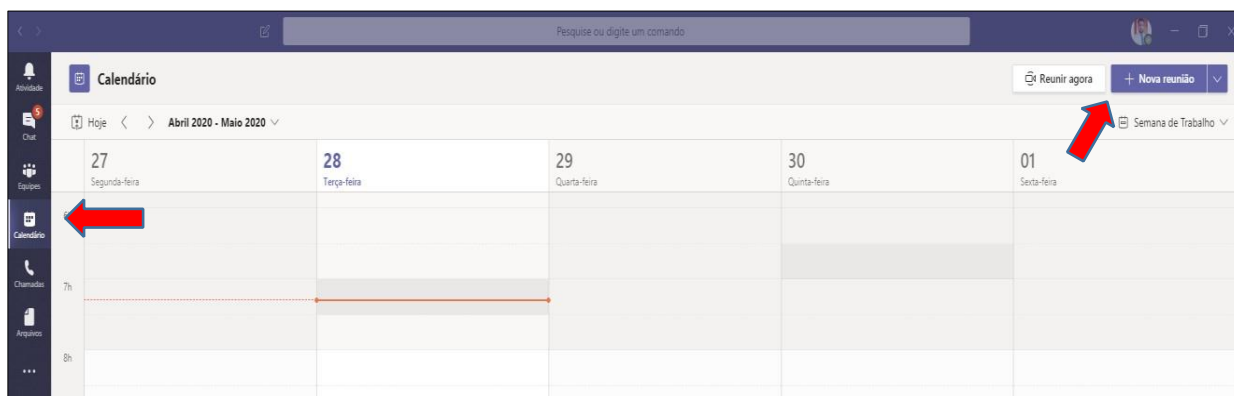 Pesquise ou digite um comando
Atividade
Calendário
Reunir agora
+ Nova reunião
5
Chat
Hoje
Abril 2020 - Maio 2020
Semana de Trabalho
27
28
29
30
01
Segunda-feira
Terça-feira
Quarta-feira
Quinta-feira
Sexta-feira
Equipes
Calendário
Chamadas
7h
Arquivos
8h
...